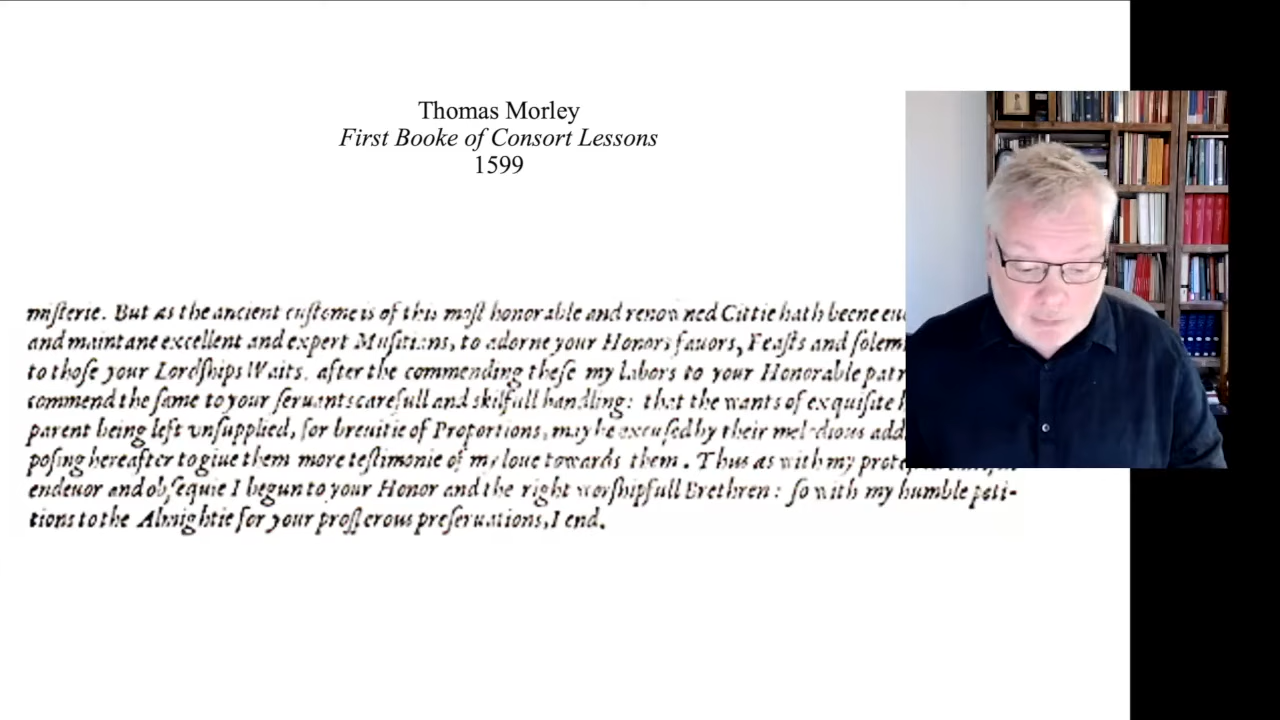 Thomas Morley
First Booke of Consort Lessons
1599
miſterie. But as the ancient cuſtome is of this moſt honorable and renowned Cittie hath beene
and maintane excellent and expert Muſitians, to adorne your Honors fauors, Feaſts and
to thoſe your Lordſhips Waits, after the commending theſe my labors to your Honorable
commend the ſame to your ſeruants carefull and skilfull handling: that the wants of exquiſite
parent being left vnſupplied, for breuitie of Proportions, may be excuſed by their melodious
poſing hereafter to giue them more teſtimonie of my loue towards them. Thus as with my
endeuor and obſequie I begun to your Honor and the right worſhipfull Brethren: ſo with my humble peti-
tions to the Almightie for your proſperous preſeruations, I end.